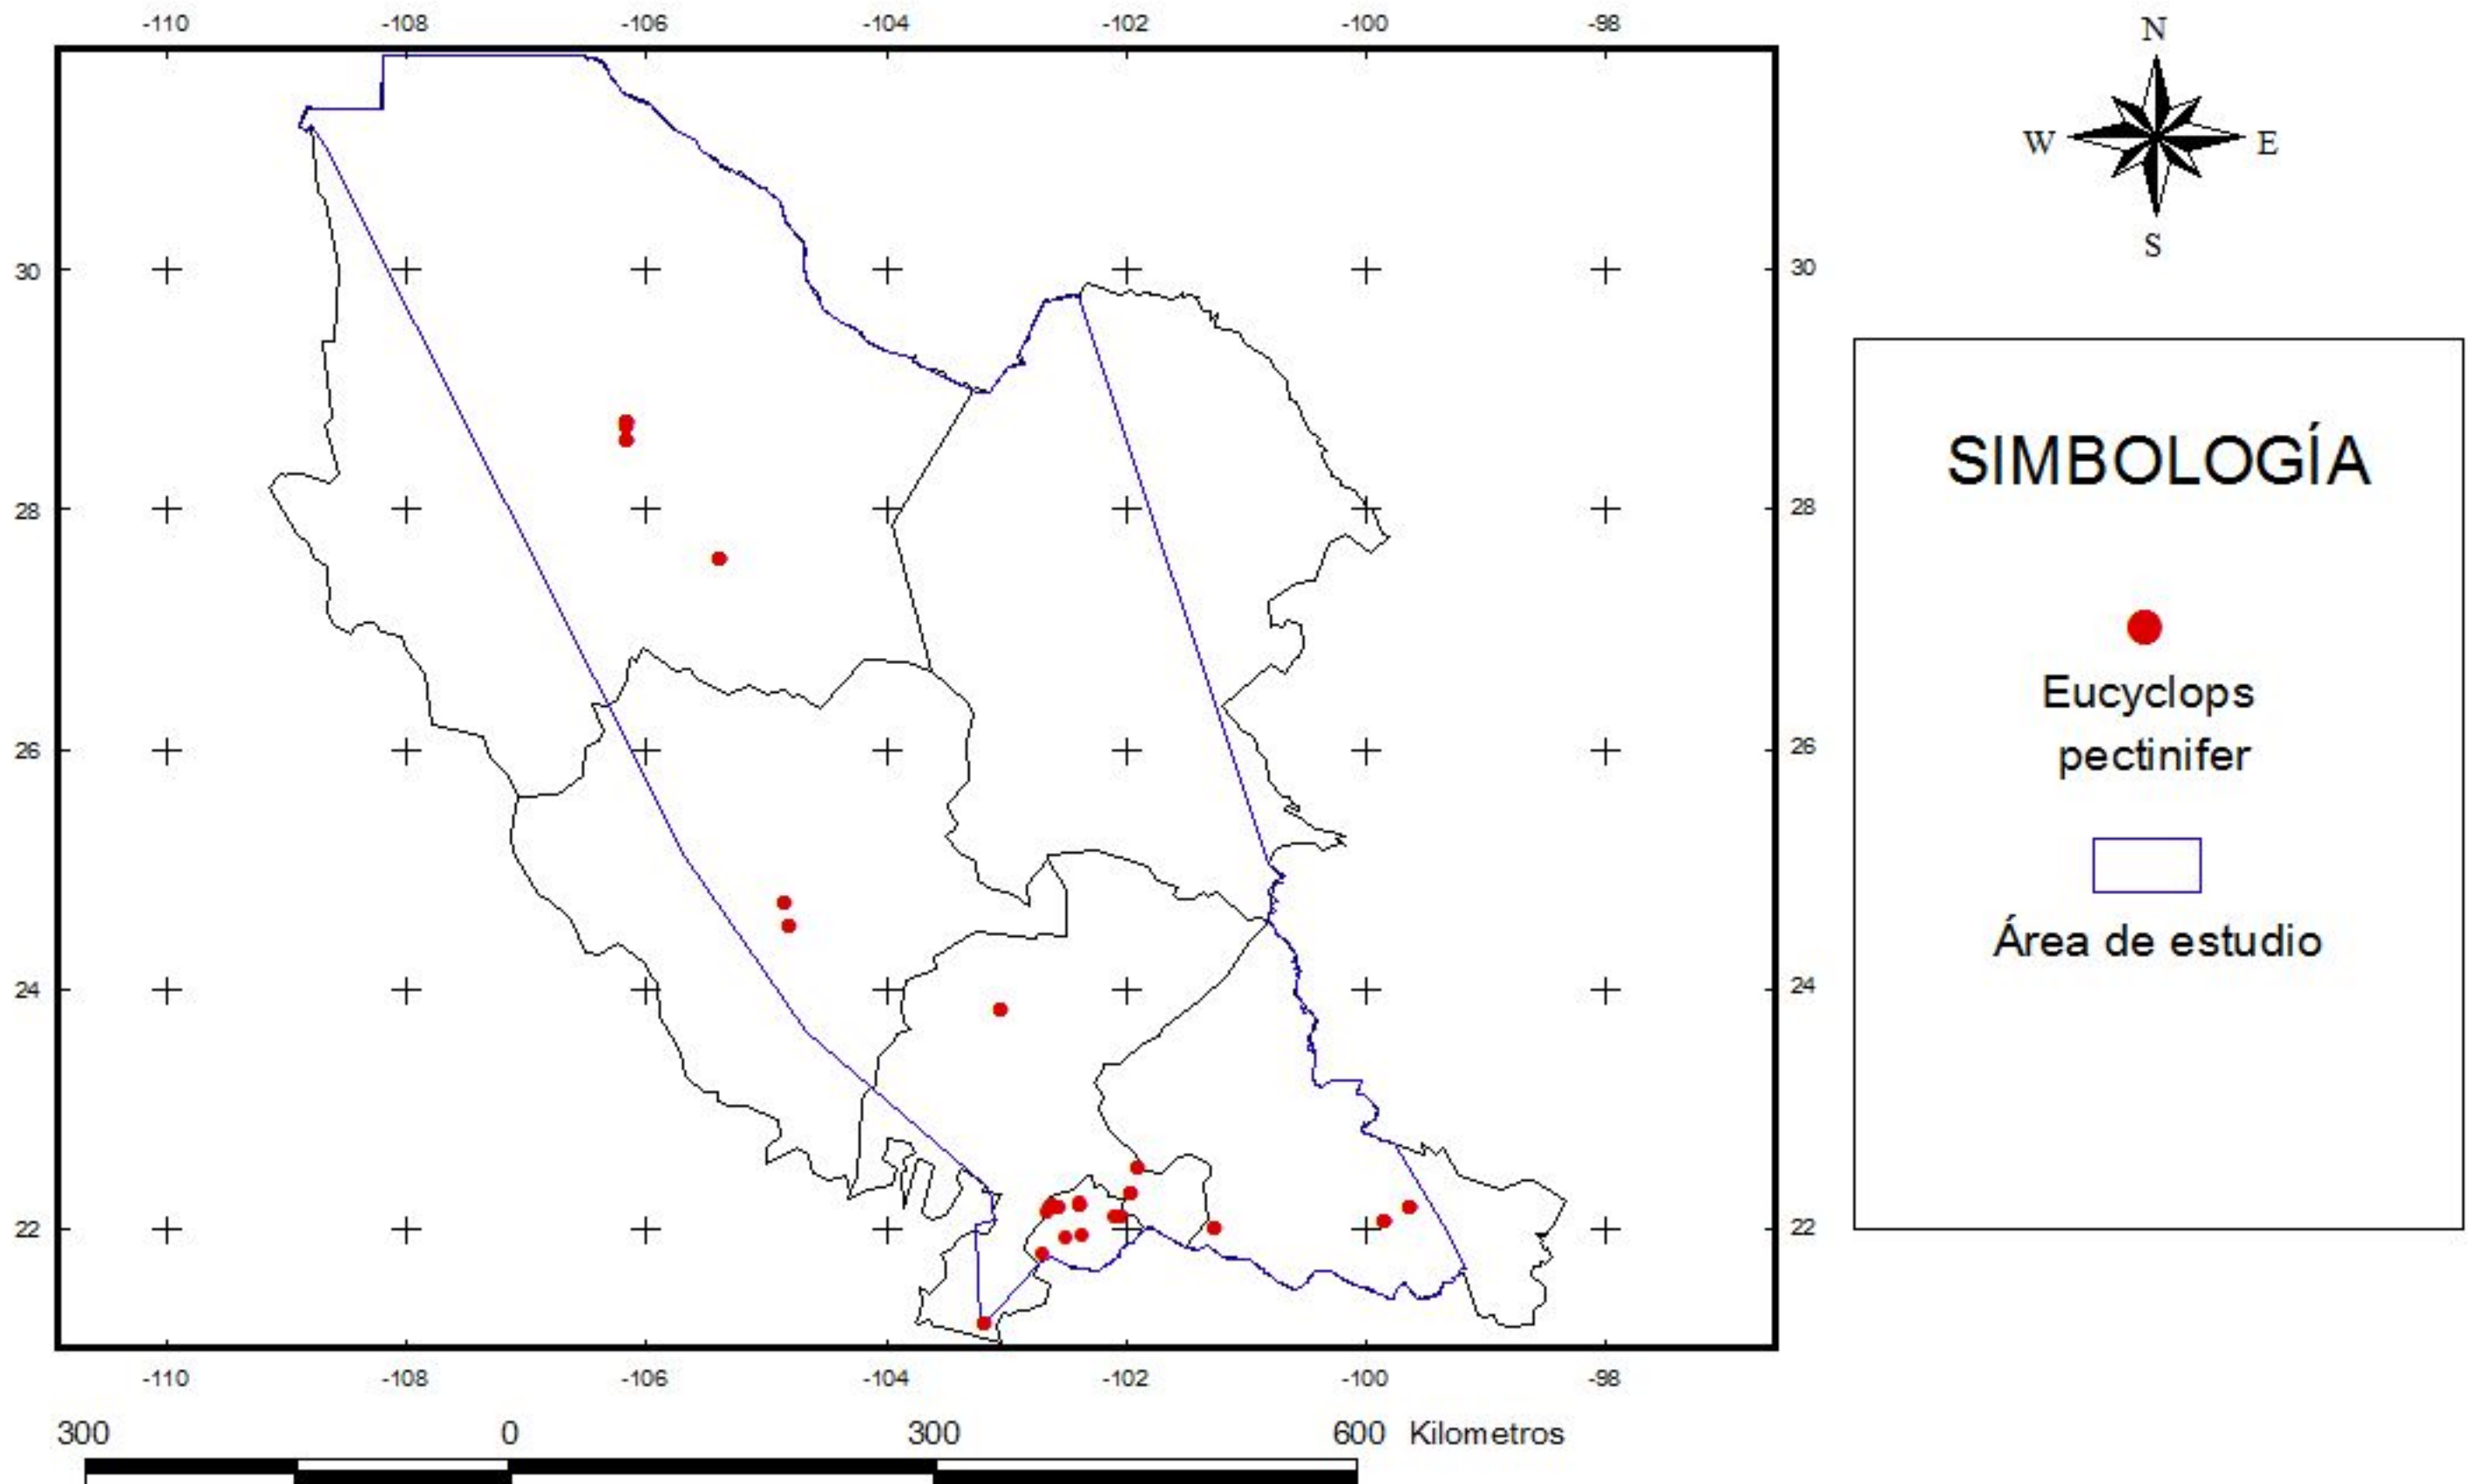 -110 -108 -106 -104 -102 -100 -98
N
W E
S
30 30
28 28
26 26
24 24
22 22
SIMBOLOGÍA
Eucyclops
pectinifer
Área de estudio
-110 -108 -106 -104 -102 -100 -98
300 0 300 600 Kilometros